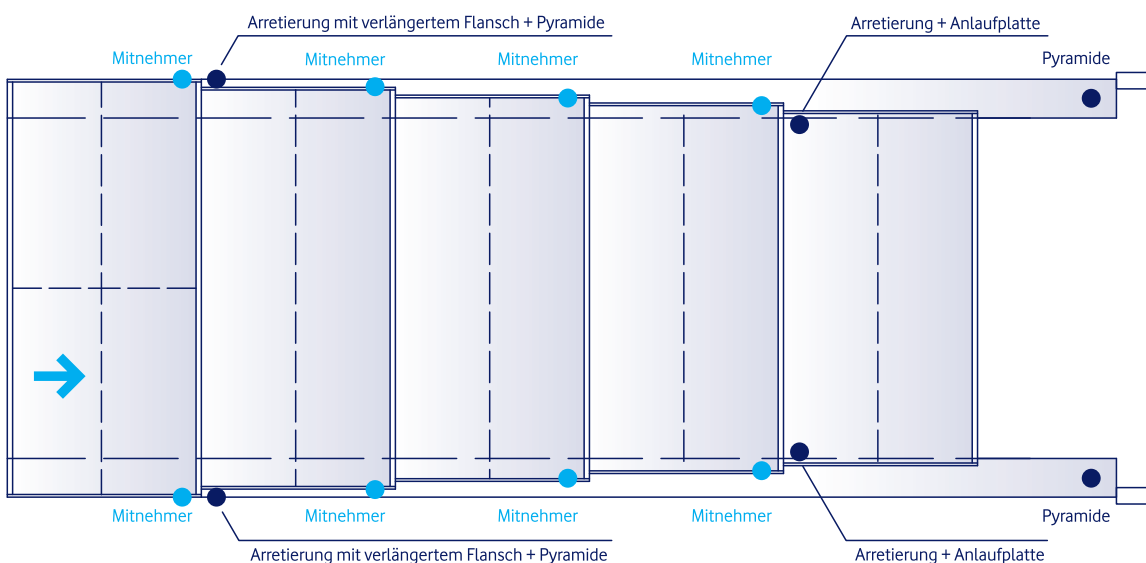 Arretierung mit verlängertem Flansch + Pyramide
Arretierung + Anlaufplatte
Mitnehmer
Mitnehmer
Mitnehmer
Mitnehmer
Pyramide
Mitnehmer
Mitnehmer
Mitnehmer
Mitnehmer
Pyramide
Arretierung mit verlängertem Flansch + Pyramide
Arretierung + Anlaufplatte